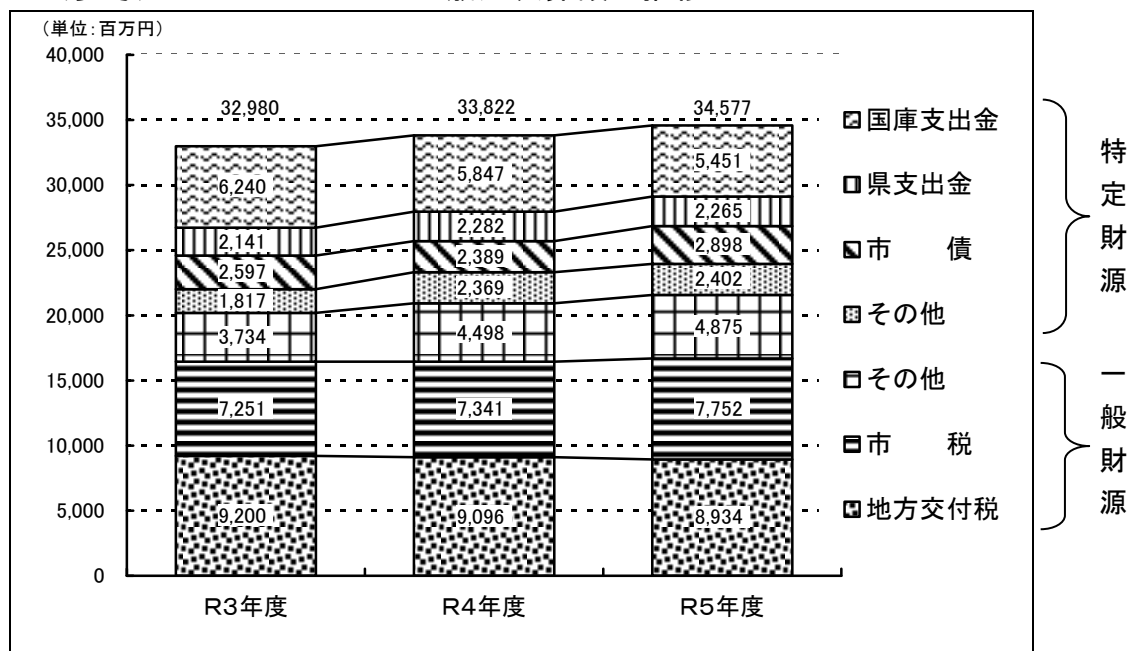 (単位:百万円)
40,000
35,000
30,000
25,000
20,000
15,000
10,000
5,000
0
32,980
6,240
2,141
2,597
1,817
3,734
7,251
9,200
33,822
5,847
2,282
2,389
2,369
4,498
7,341
9,096
34,577
5,451
2,265
2,898
2,402
4,875
7,752
8,934
R3年度
R4年度
R5年度
国庫支出金
県支出金
市 債
その他
その他
市 税
地方交付税
特定財源
一般財源